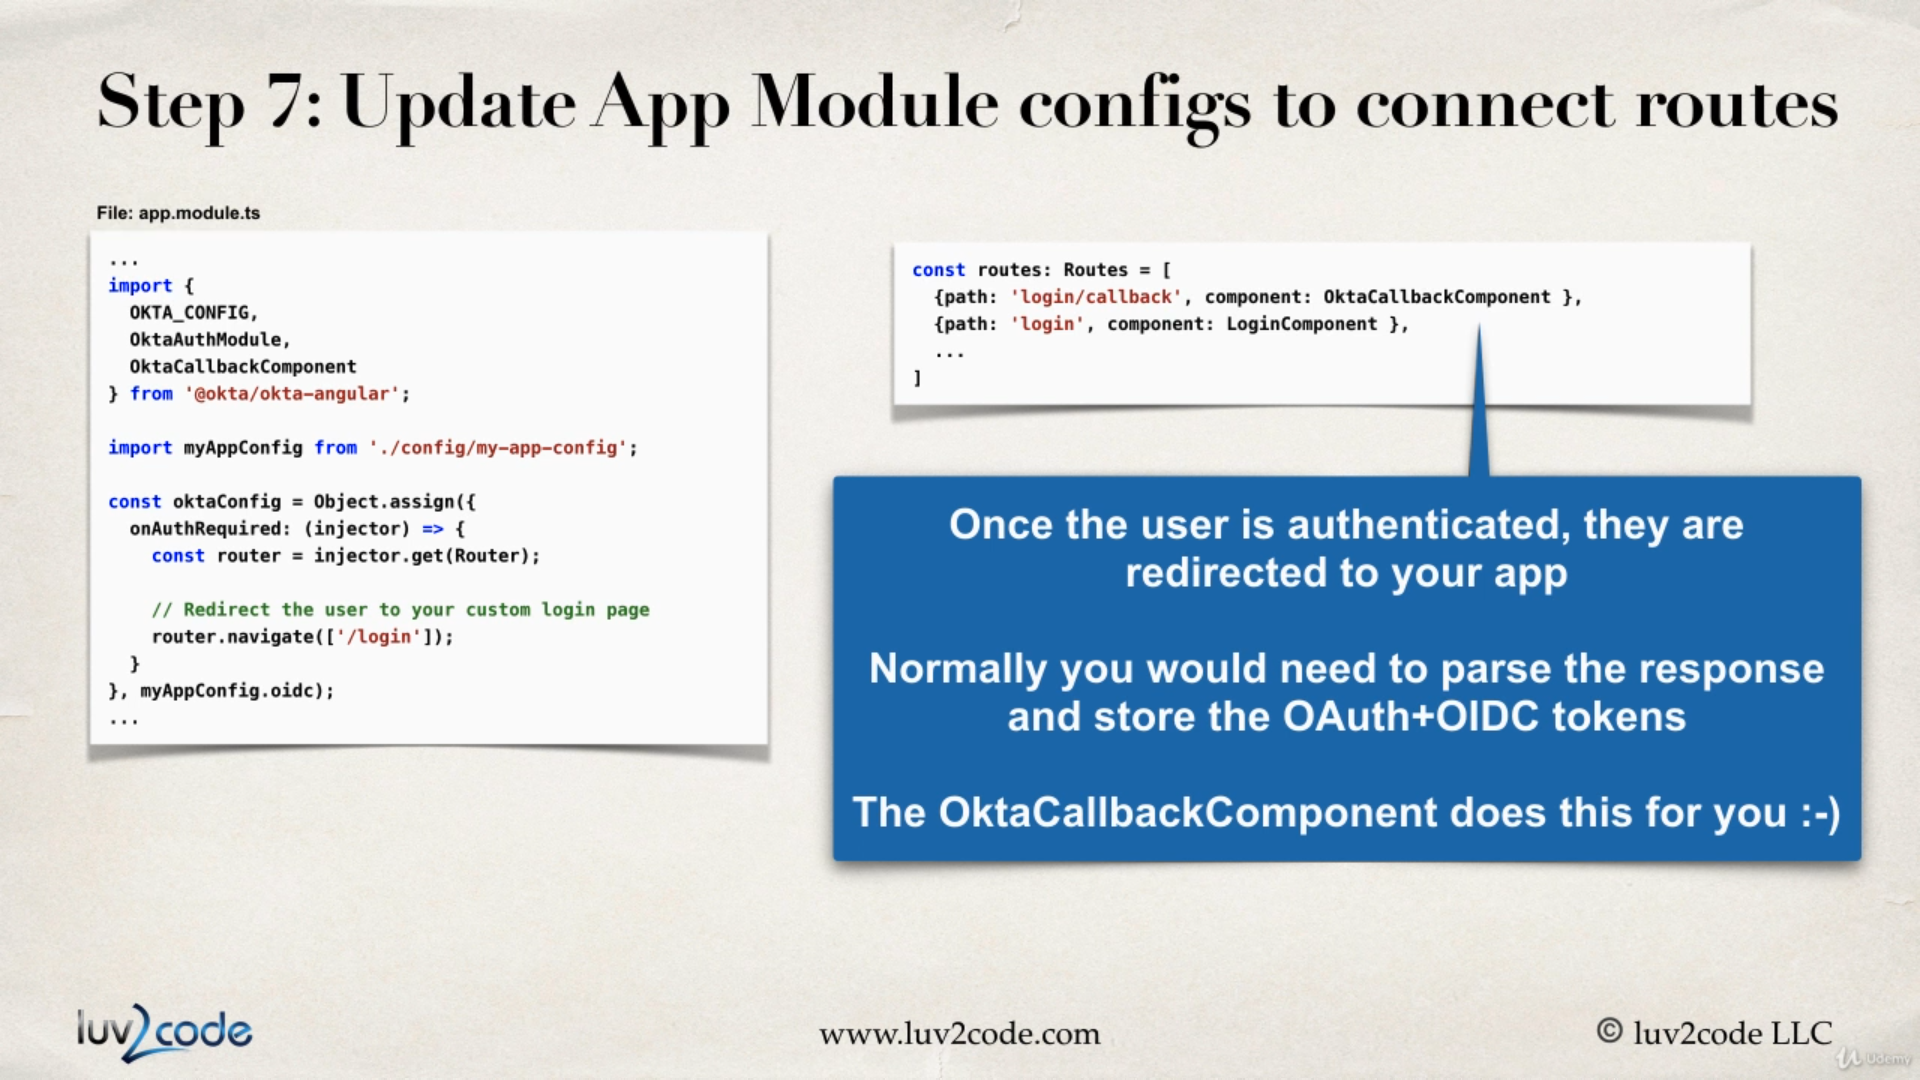 Step 7: Update App Module configs to connect routes
File: app.module.ts
...
import {
  OKTA_CONFIG,
  OktaAuthModule,
  OktaCallbackComponent
} from '@okta/okta-angular';

import myAppConfig from './config/my-app-config';

const oktaConfig = Object.assign({
  onAuthRequired: (injector) => {
    const router = injector.get(Router);

    // Redirect the user to your custom login page
    router.navigate(['/login']);
  }
}, myAppConfig.oidc);
...
const routes: Routes = [
  {path: 'login/callback', component: OktaCallbackComponent },
  {path: 'login', component: LoginComponent },
  ...
]
Once the user is authenticated, they are
redirected to your app
Normally you would need to parse the response
and store the OAuth+OIDC tokens
The OktaCallbackComponent does this for you :-)
luv2code
www.luv2code.com
© luv2code LLC
Udemy